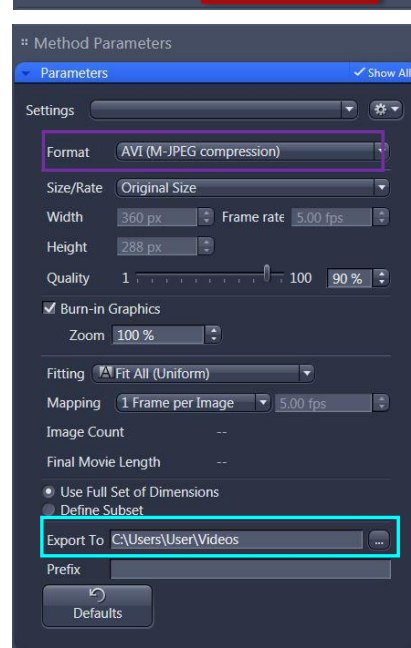 Method Parameters
Parameters Show All
Settings
Format AVI (M-JPEG compression)
Size/Rate Original Size
Width 360 px Frame rate 5.00 fps
Height 288 px
Quality 1 100 90 %
Burn-in Graphics
Zoom 100 %
Fitting A Fit All (Uniform)
Mapping 1 Frame per Image 5.00 fps
Image Count --
Final Movie Length --
Use Full Set of Dimensions
Define Subset
Export To C:\Users\User\Videos ...
Prefix
Defaults